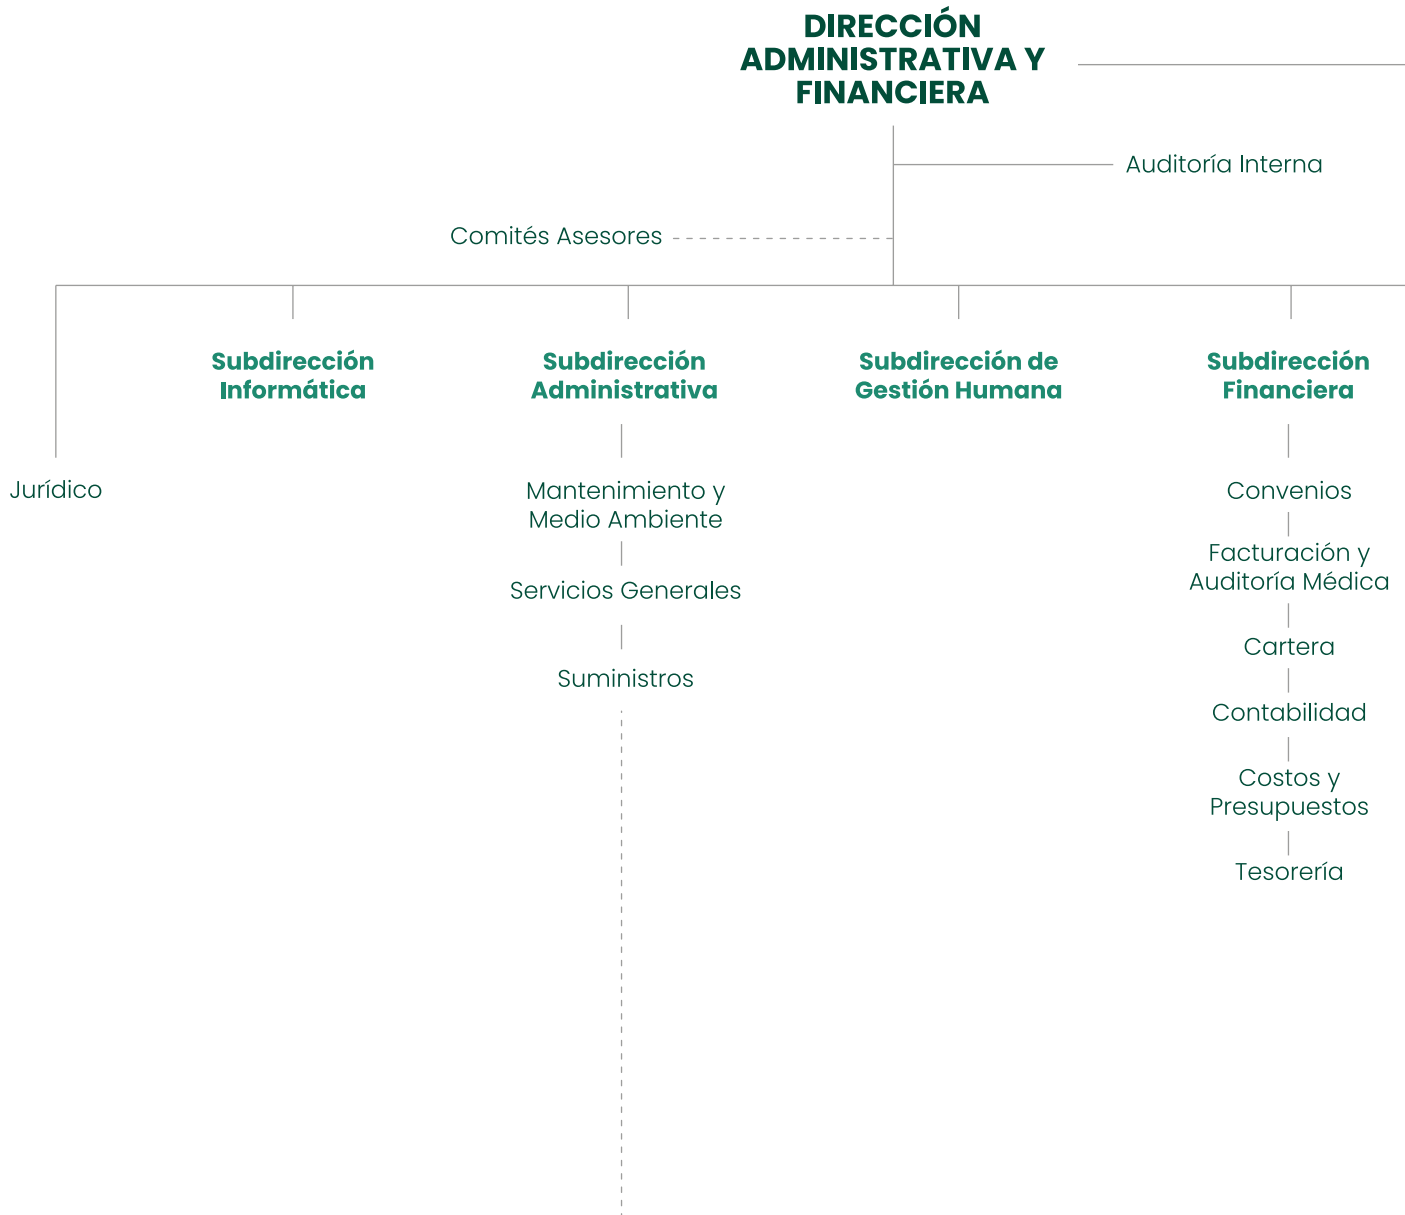 DIRECCIÓN
ADMINISTRATIVA Y
FINANCIERA
Auditoría Interna
Comités Asesores
Jurídico
Subdirección
Informática
Subdirección
Administrativa
Mantenimiento y
Medio Ambiente
Servicios Generales
Suministros
Subdirección de
Gestión Humana
Subdirección
Financiera
Convenios
Facturación y
Auditoría Médica
Cartera
Contabilidad
Costos y
Presupuestos
Tesorería